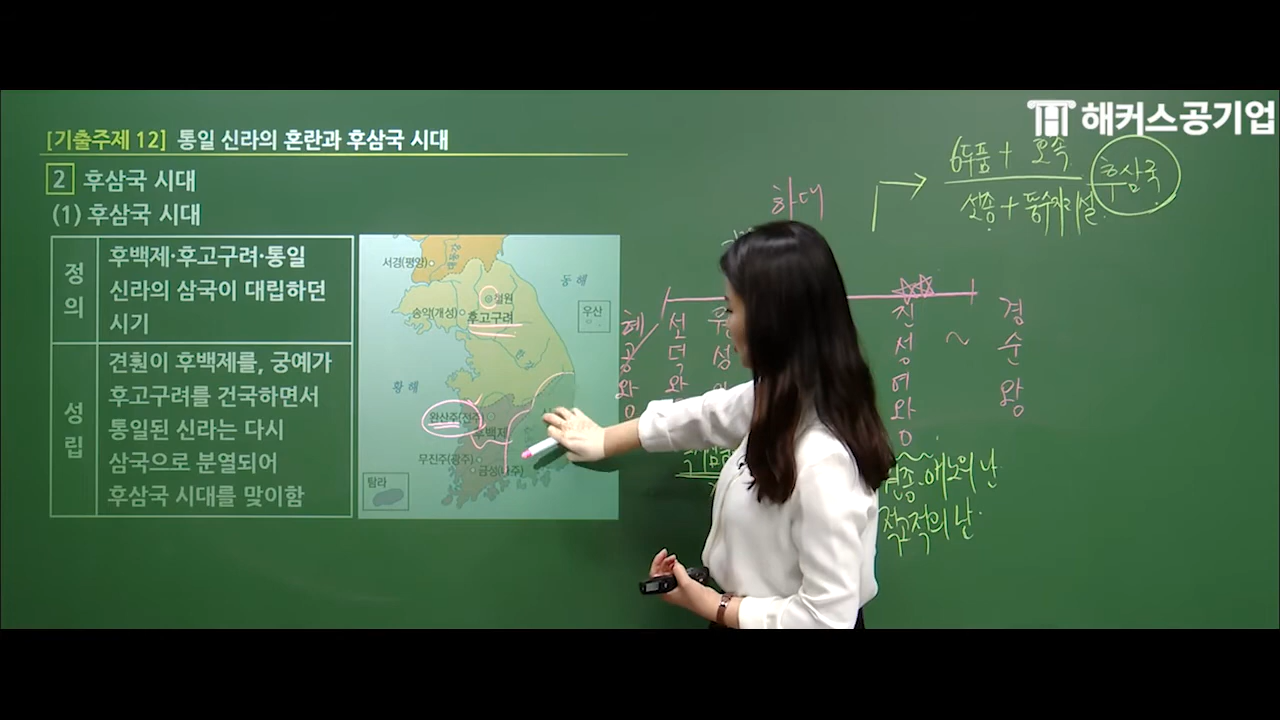 해커스공기업
[기출주제 12] 통일 신라의 혼란과 후삼국 시대
2 후삼국 시대
(1) 후삼국 시대
정의
후백제·후고구려·통일
신라의 삼국이 대립하던
시기
성립
견훤이 후백제를, 궁예가
후고구려를 건국하면서
통일된 신라는 다시
삼국으로 분열되어
후삼국 시대를 맞이함
서경(평양)
동해
철원
송악(개성)
후고구려
우산
황해
완산주(전주)
후백제
무진주(광주)
금성(나주)
탐라
하대
6두품 + 호족
선종 + 풍수지리설
후삼국
혜공왕
선덕왕
원성
진성여왕
~
경순왕
원종·애노의 난
적고적의 난